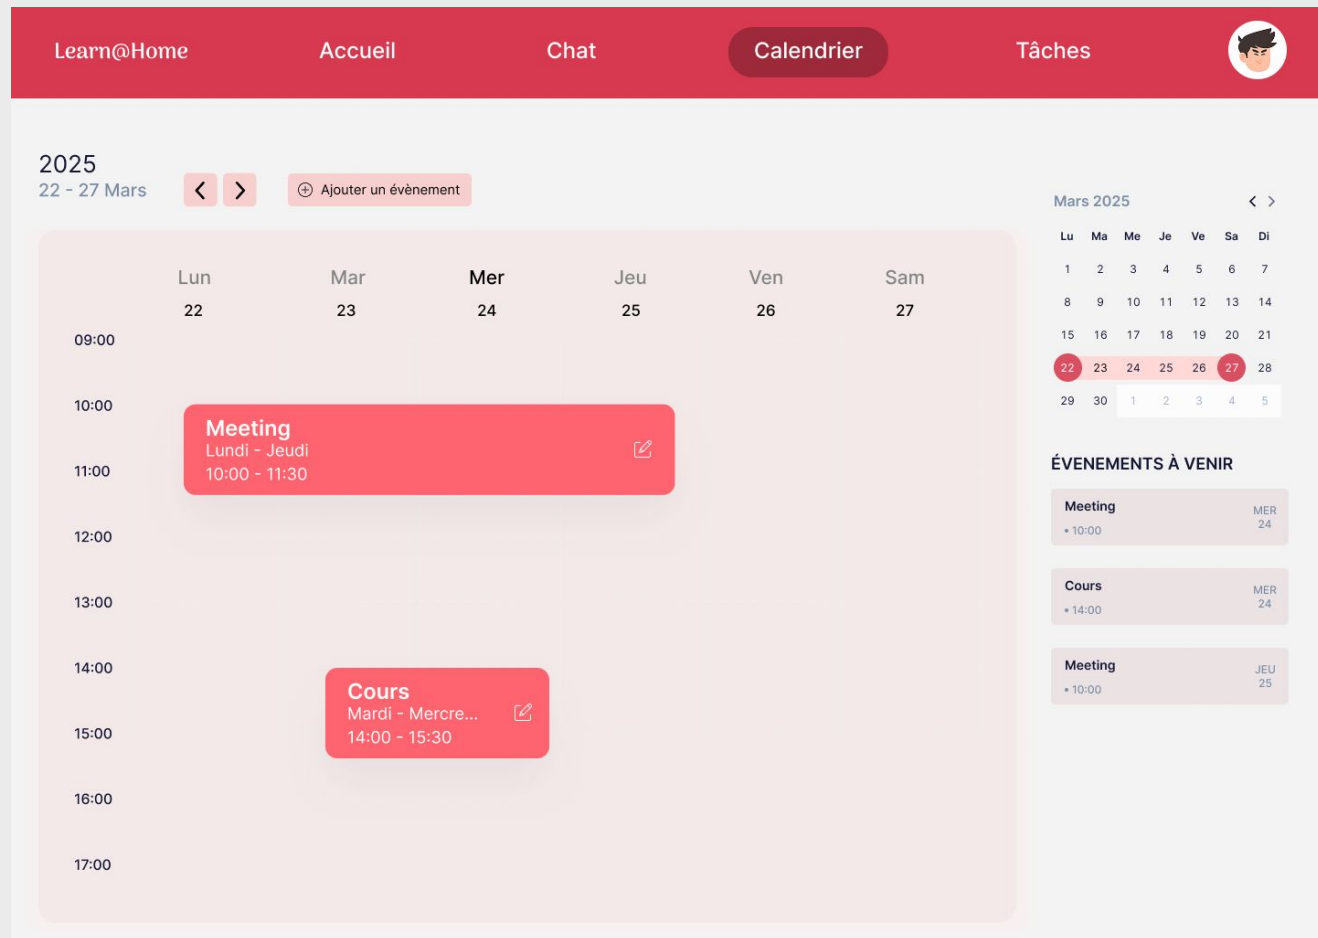 Learn@Home Accueil Chat Calendrier Tâches
2025
22 - 27 Mars
Ajouter un évènement
Lun Mar Mer Jeu Ven Sam
22 23 24 25 26 27
09:00
10:00
11:00
12:00
13:00
14:00
15:00
16:00
17:00
Meeting
Lundi - Jeudi
10:00 - 11:30
Cours
Mardi - Mercre...
14:00 - 15:30
Mars 2025
Lu Ma Me Je Ve Sa Di
1 2 3 4 5 6 7
8 9 10 11 12 13 14
15 16 17 18 19 20 21
22 23 24 25 26 27 28
29 30 1 2 3 4 5
ÉVENEMENTS À VENIR
Meeting
• 10:00
MER
24
Cours
• 14:00
MER
24
Meeting
• 10:00
JEU
25